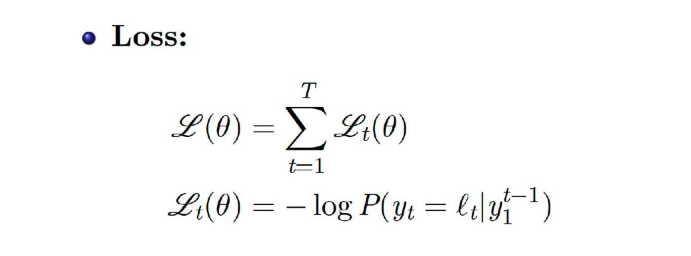 • Loss:
ℒ(θ) = ∑_{t=1}^{T} ℒ_t(θ)
ℒ_t(θ) = − log P(y_t = ℓ_t|y_1^{t−1})